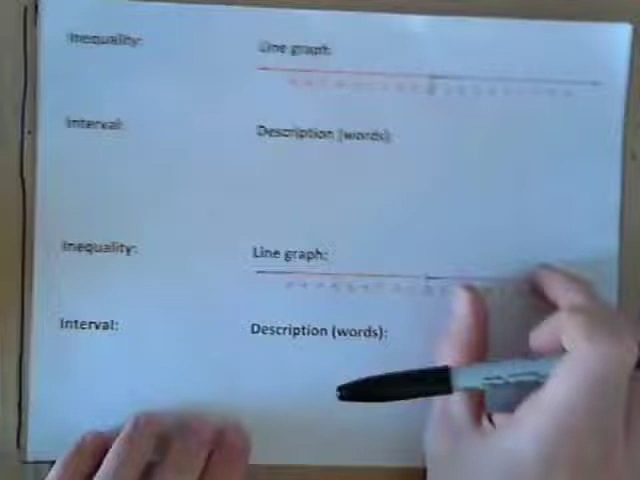 Inequality:
Line graph:
Interval:
Description (words):
Inequality:
Line graph:
Interval:
Description (words):